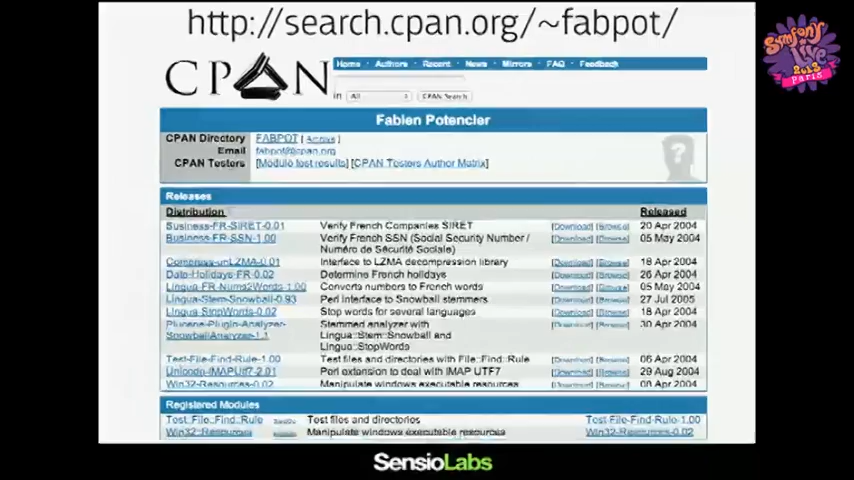 http://search.cpan.org/~fabpot/
Symfony
Live
2013
Paris
CPAN
Home · Authors · Recent · News · Mirrors · FAQ · Feedback
in All CPAN Search
Fabien Potencier
CPAN Directory FABPOT [ Archive ]
Email fabpot@cpan.org
CPAN Testers [Module test results] [CPAN Testers Author Matrix]
?
Releases
Distribution Released
Business-FR-SIRET-0.01 Verify French Companies SIRET [Download] [Browse] 20 Apr 2004
Business-FR-SSN-1.00 Verify French SSN (Social Security Number / [Download] [Browse] 05 May 2004
Numéro de Sécurité Sociale)
Compress-unLZMA-0.01 Interface to LZMA decompression library [Download] [Browse] 18 Apr 2004
Date-Holidays-FR-0.02 Determine French holidays [Download] [Browse] 26 Apr 2004
Lingua-FR-Nums2Words-1.00 Converts numbers to French words [Download] [Browse] 05 May 2004
Lingua-Stem-Snowball-0.93 Perl interface to Snowball stemmers [Download] [Browse] 27 Jul 2005
Lingua-StopWords-0.02 Stop words for several languages [Download] [Browse] 18 Apr 2004
Plucene-Plugin-Analyzer- Stemmed analyzer with [Download] [Browse] 30 Apr 2004
SnowballAnalyzer-1.1 Lingua::Stem::Snowball and
Lingua::StopWords
Test-File-Find-Rule-1.00 Test files and directories with File::Find::Rule [Download] [Browse] 06 Apr 2004
Unicode-IMAPUtf7-2.01 Perl extension to deal with IMAP UTF7 [Download] [Browse] 29 Aug 2004
Win32-Resources-0.02 Manipulate windows executable resources [Download] [Browse] 08 Apr 2004
Registered Modules
Test::File::Find::Rule Test files and directories Test-File-Find-Rule-1.00
Win32::Resources Manipulate windows executable resources Win32-Resources-0.02
SensioLabs